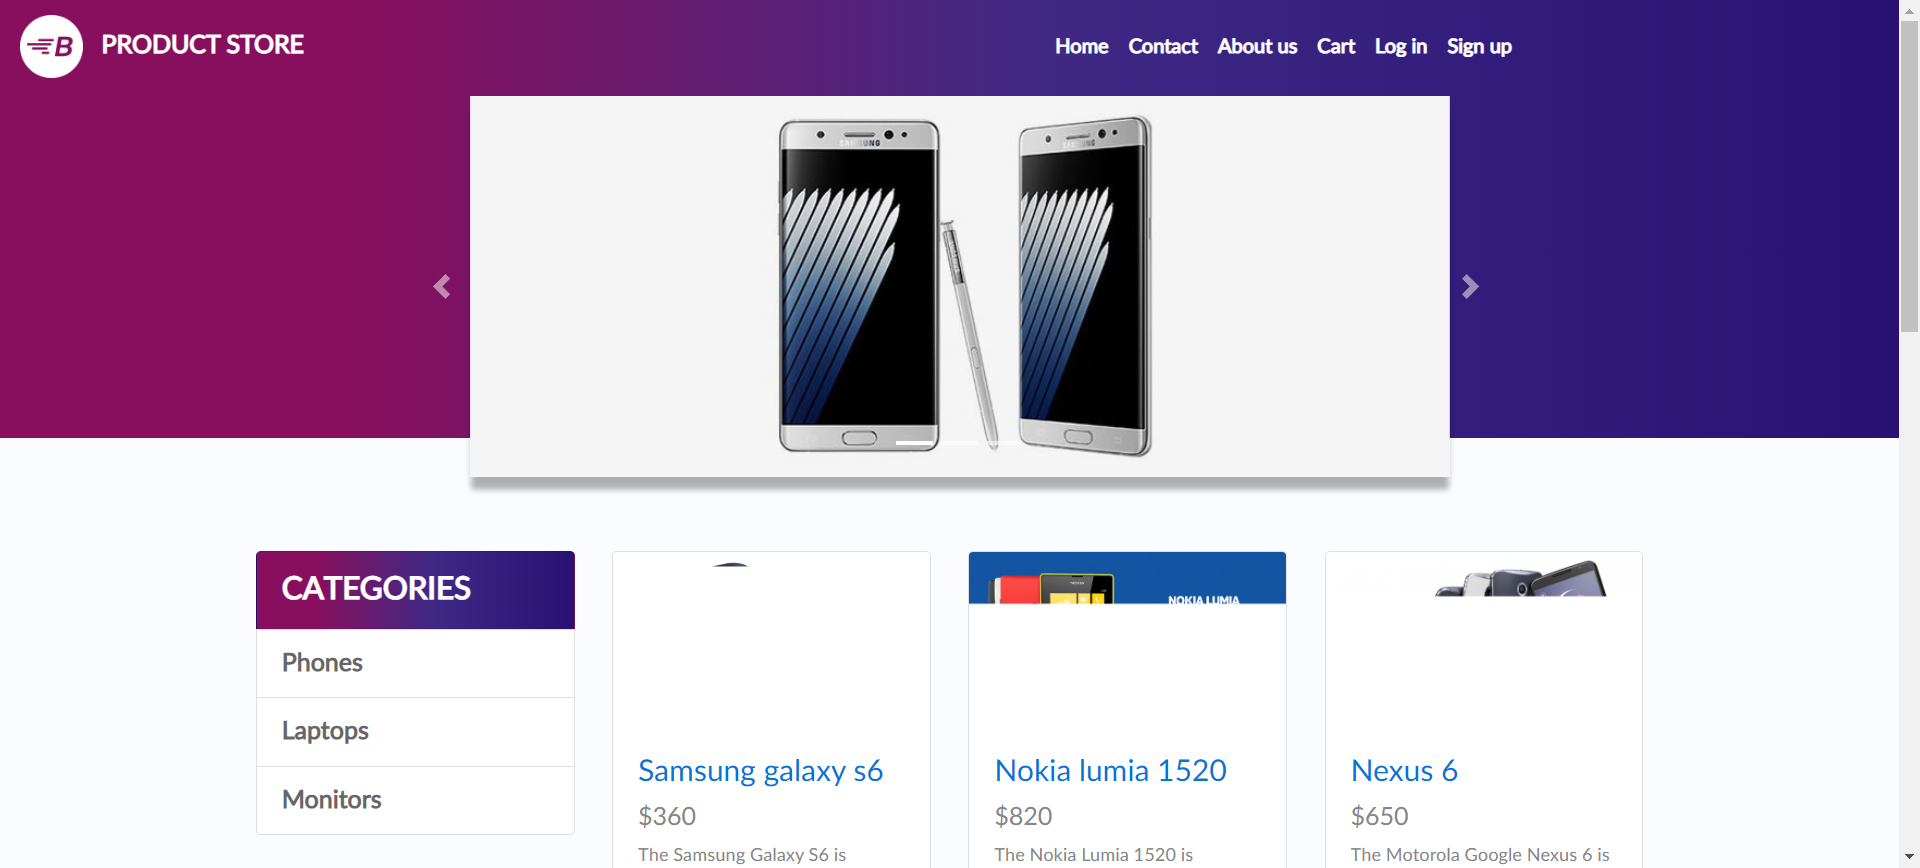 B PRODUCT STORE
Home Contact About us Cart Log in Sign up
SAMSUNG SAMSUNG
CATEGORIES
Phones
Laptops
Monitors
NOKIA LUMIA
Samsung galaxy s6
$360
The Samsung Galaxy S6 is
Nokia lumia 1520
$820
The Nokia Lumia 1520 is
Nexus 6
$650
The Motorola Google Nexus 6 is